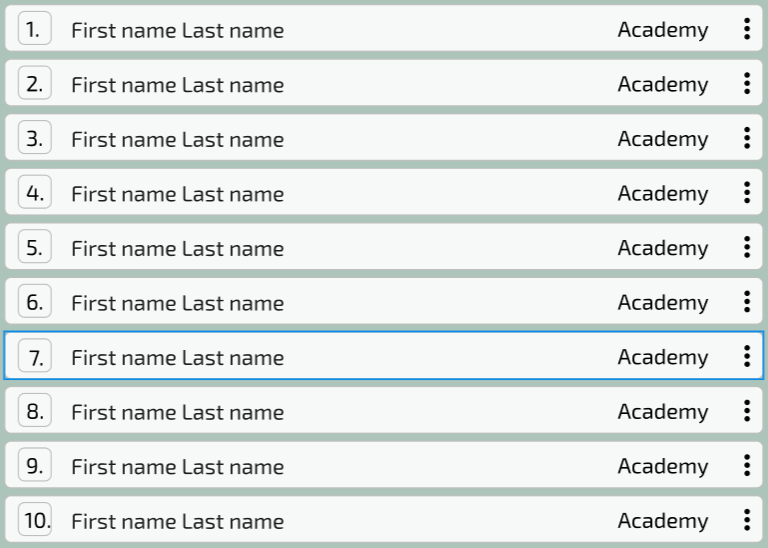 1. First name Last name Academy
2. First name Last name Academy
3. First name Last name Academy
4. First name Last name Academy
5. First name Last name Academy
6. First name Last name Academy
7. First name Last name Academy
8. First name Last name Academy
9. First name Last name Academy
10. First name Last name Academy